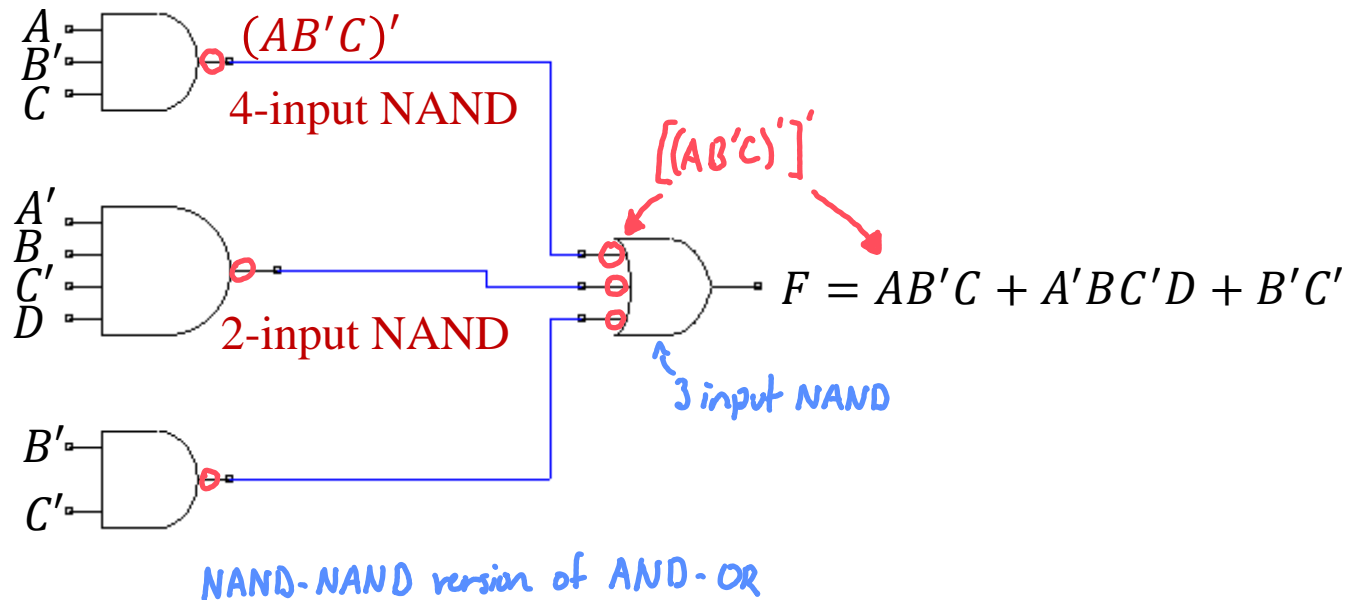 A
B′
C
(AB′C)′
4-input NAND
[(AB′C)′]′
A′
B
C′
D
2-input NAND
F = AB′C + A′BC′D + B′C′
3 input NAND
B′
C′
NAND-NAND version of AND-OR